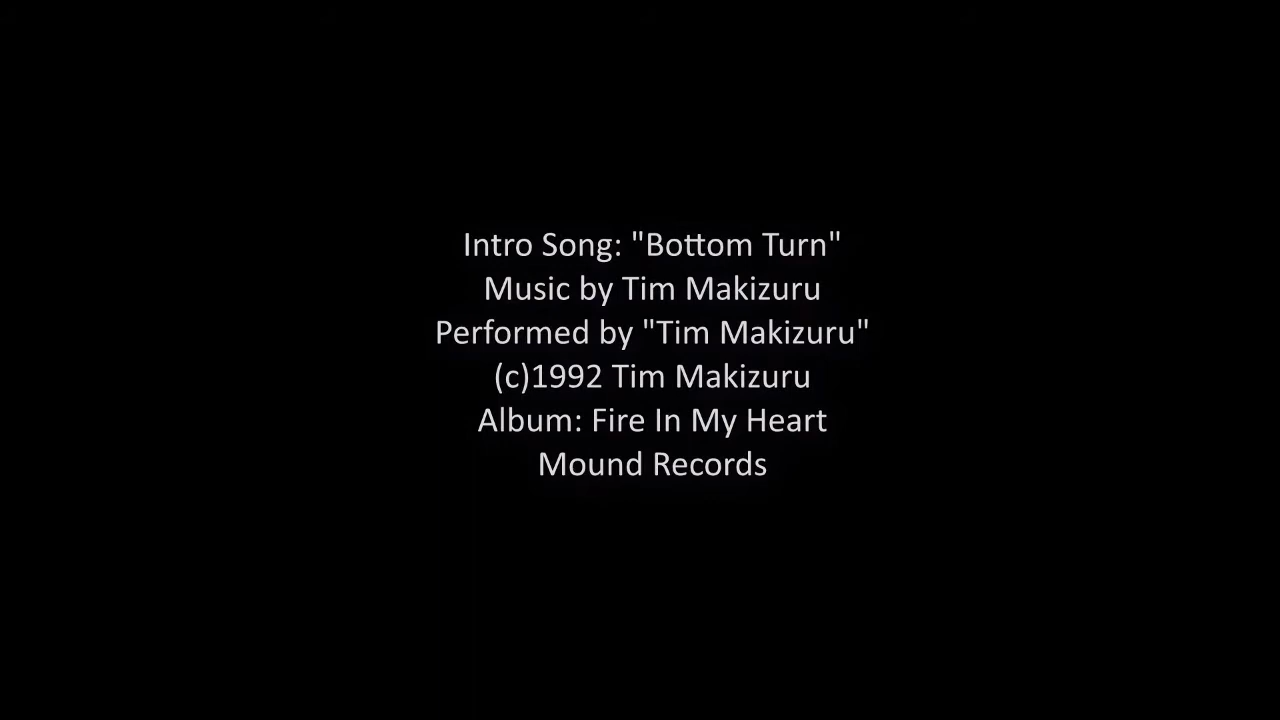 Intro Song: "Bottom Turn"
Music by Tim Makizuru
Performed by "Tim Makizuru"
(c)1992 Tim Makizuru
Album: Fire In My Heart
Mound Records